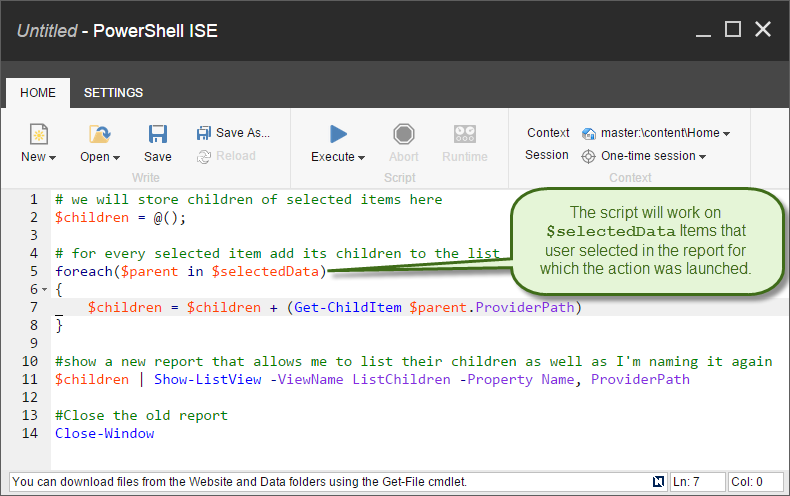 Untitled - PowerShell ISE
HOME
SETTINGS
New
Open
Save
Save As...
Reload
Write
Execute
Abort
Runtime
Script
Context master:\content\Home
Session One-time session
Context
1 # we will store children of selected items here
2 $children = @();
3
4 # for every selected item add its children to the list
5 foreach($parent in $selectedData)
6 {
7 $children = $children + (Get-ChildItem $parent.ProviderPath)
8 }
9
10 #show a new report that allows me to list their children as well as I'm naming it again
11 $children | Show-ListView -ViewName ListChildren -Property Name, ProviderPath
12
13 #Close the old report
14 Close-Window
The script will work on
$selectedData Items that
user selected in the report for
which the action was launched.
You can download files from the Website and Data folders using the Get-File cmdlet.
Ln: 7
Col: 0